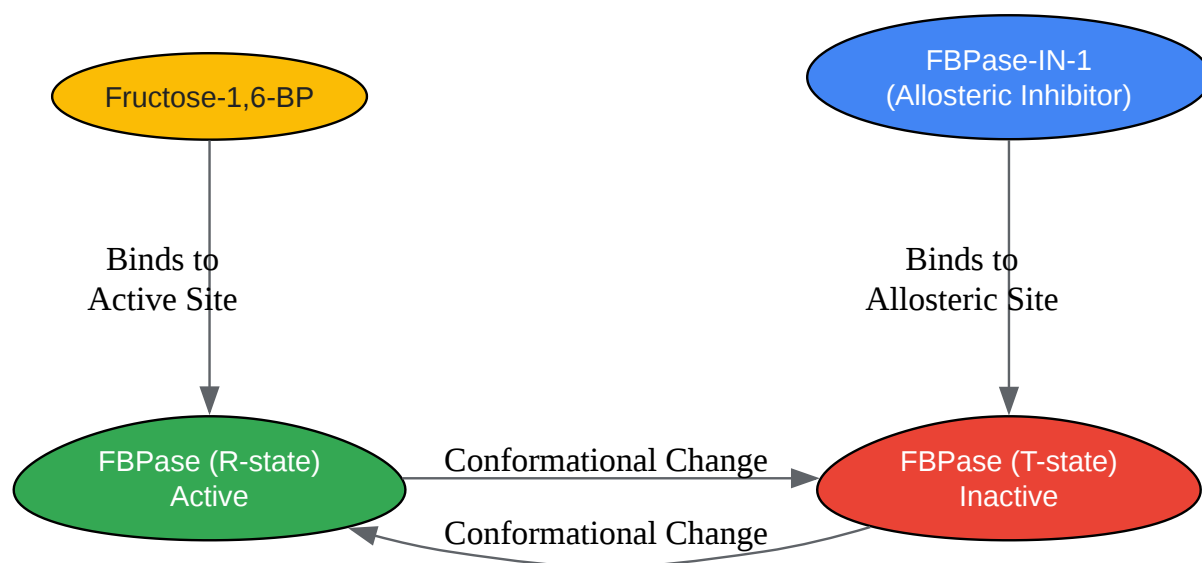 Fructose-1,6-BP
FBPase-IN-1
(Allosteric Inhibitor)
Binds to
Active Site
Binds to
Allosteric Site
FBPase (R-state)
Active
Conformational Change
FBPase (T-state)
Inactive
Conformational Change